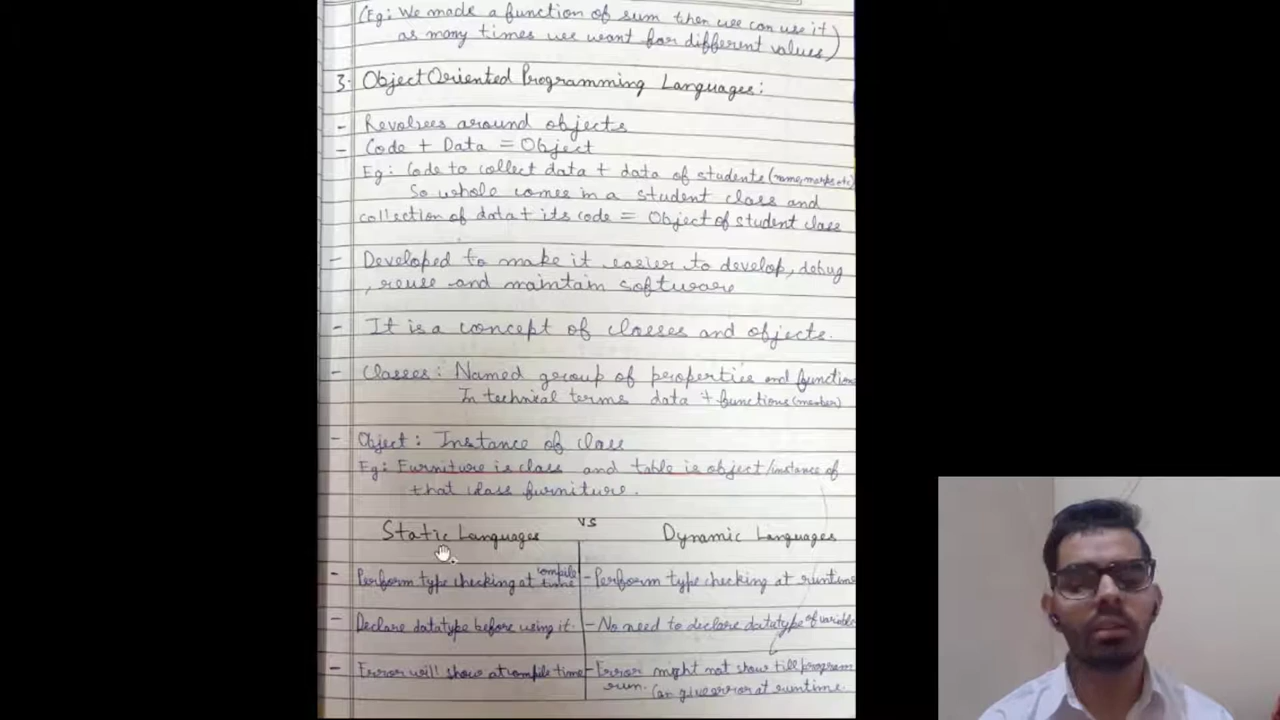 (Eg: We made a function of sum then we can use it
as many times we want for different values)
3. Object Oriented Programming Languages:
- Revolves around objects
- Code + Data = Object
Eg: Code to collect data + data of students (name, marks etc)
So whole comes in a student class and
collection of data + its code = Object of student class
- Developed to make it easier to develop, debug
, reuse and maintain software
- It is a concept of classes and objects.
- Classes: Named group of properties and functions
In technical terms data + functions (member)
- Object: Instance of class
Eg: Furniture is class and table is object/instance of
that class furniture.
Static Languages vs Dynamic Languages
- Perform type checking at compile time
- Perform type checking at runtime
- Declare datatype before using it.
- No need to declare datatype of variable
- Error will show at compile time
- Error might not show till program
run. Can give error at runtime.